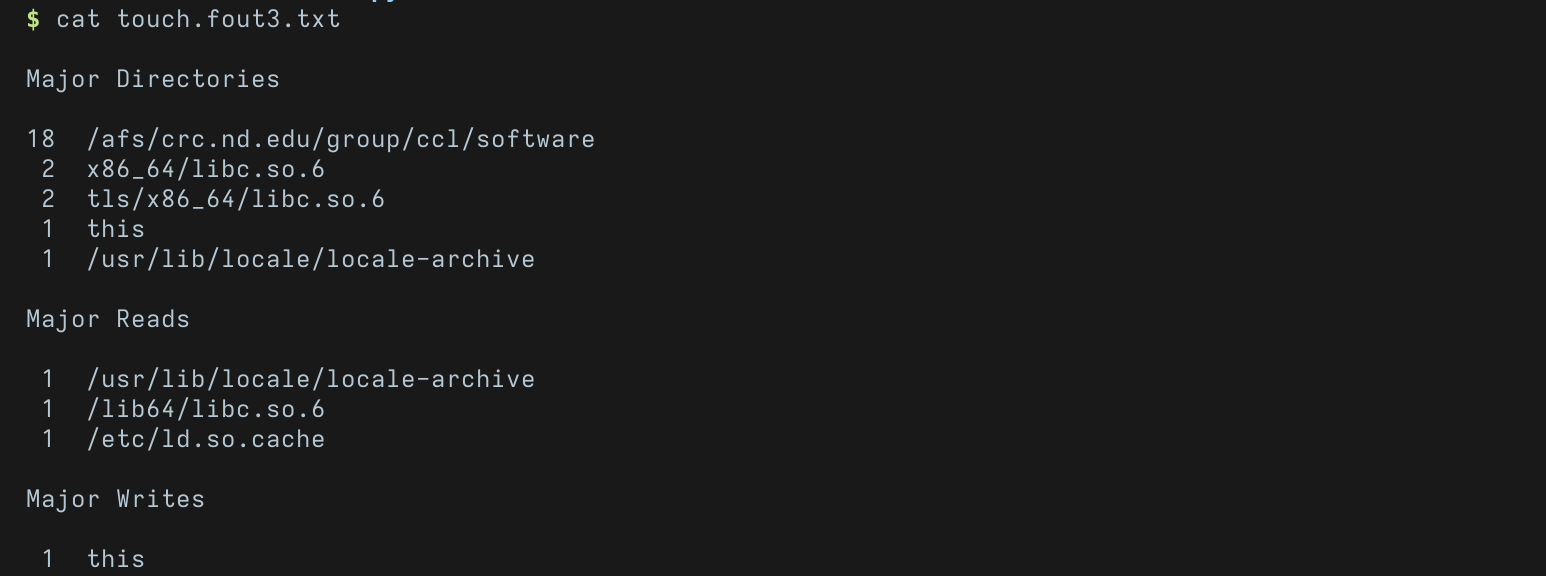 $ cat touch.fout3.txt
Major Directories
18 /afs/crc.nd.edu/group/ccl/software
2 x86_64/libc.so.6
2 tls/x86_64/libc.so.6
1 this
1 /usr/lib/locale/locale-archive
Major Reads
1 /usr/lib/locale/locale-archive
1 /lib64/libc.so.6
1 /etc/ld.so.cache
Major Writes
1 this